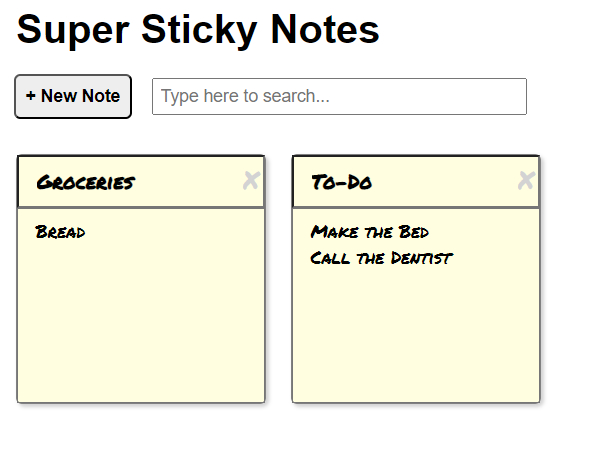 Super Sticky Notes
+ New Note
Type here to search...
Groceries
Bread
To-Do
Make the Bed
Call the Dentist